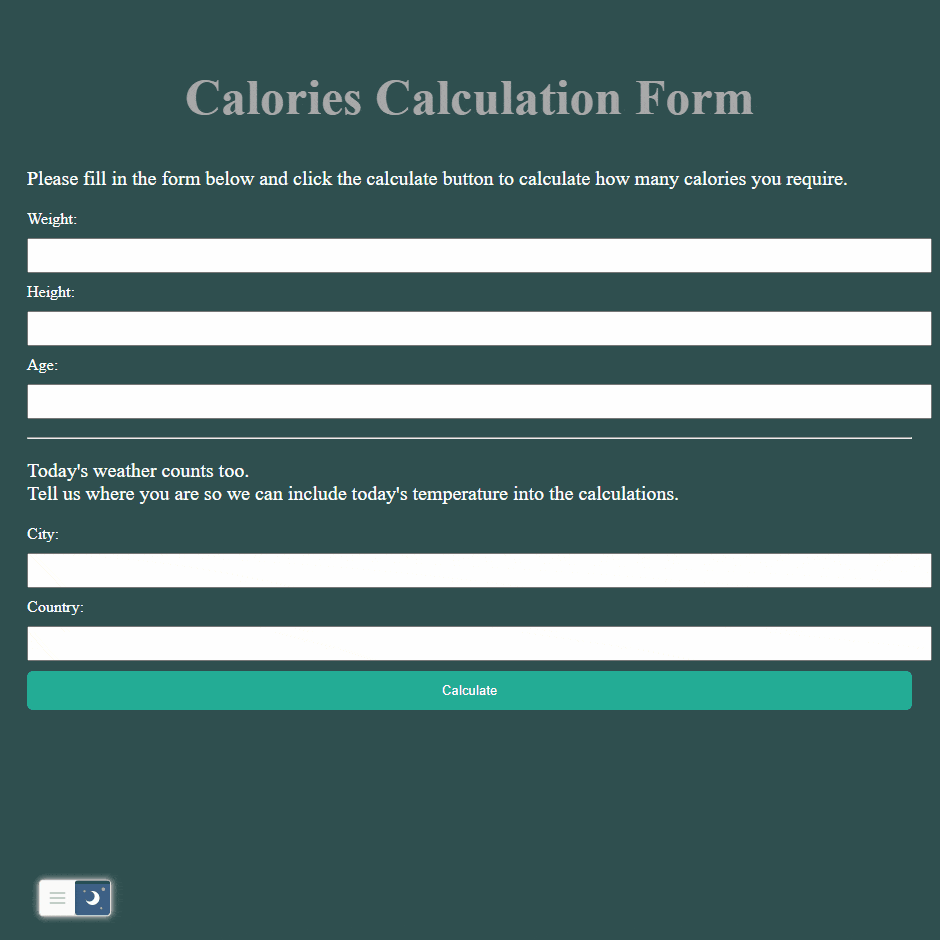 Calories Calculation Form
Please fill in the form below and click the calculate button to calculate how many calories you require.
Weight:
Height:
Age:
Today's weather counts too.
Tell us where you are so we can include today's temperature into the calculations.
City:
Country:
Calculate